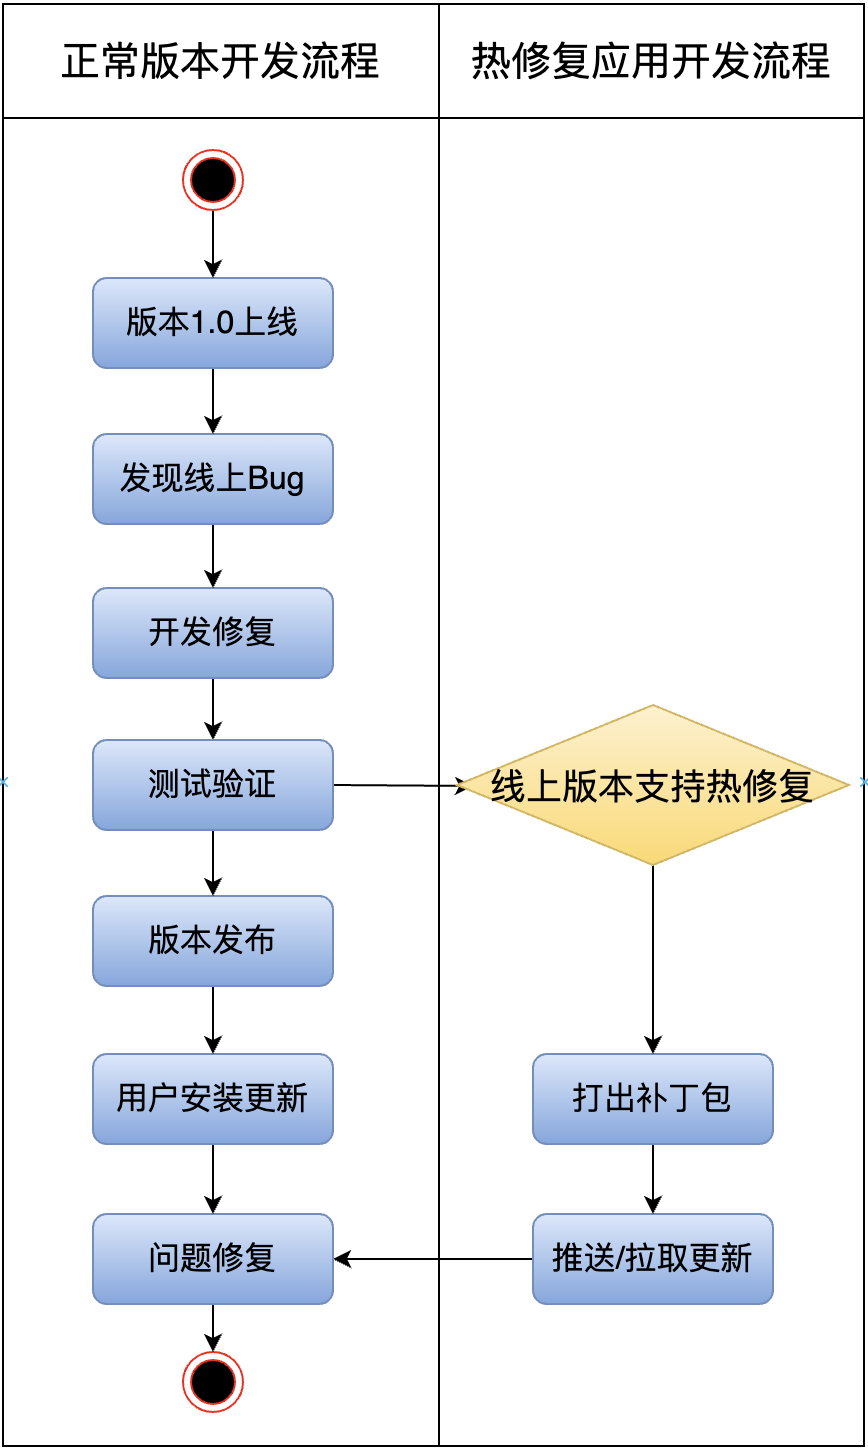 正常版本开发流程
热修复应用开发流程
版本1.0上线
发现线上Bug
开发修复
测试验证
线上版本支持热修复
版本发布
用户安装更新
打出补丁包
问题修复
推送/拉取更新